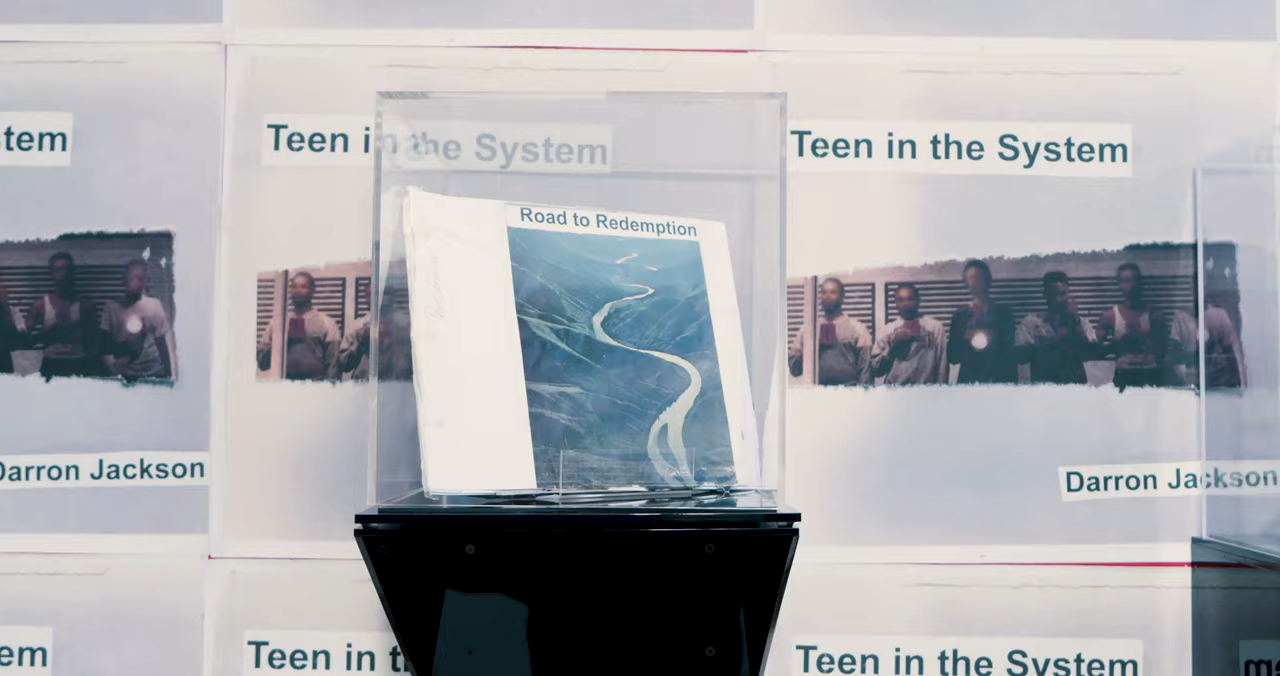 stem
Teen in the System
Teen in the System
Road to Redemption
Darron Jackson
Darron Jackson
em
Teen in t
Teen in the System